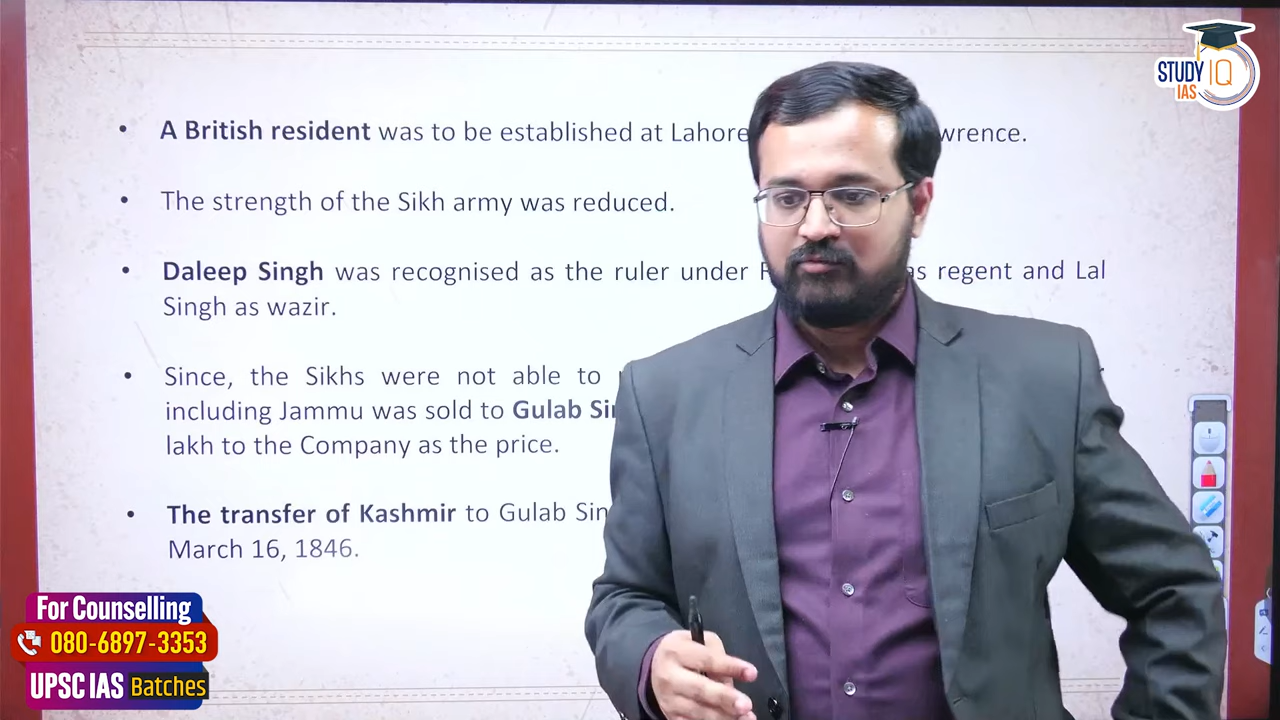 STUDY IQ
IAS
• A British resident was to be established at Lahore wrence.
• The strength of the Sikh army was reduced.
• Daleep Singh was recognised as the ruler under as regent and Lal
Singh as wazir.
• Since, the Sikhs were not able to
including Jammu was sold to Gulab
lakh to the Company as the price.
• The transfer of Kashmir to Gulab Sin
March 16, 1846.
For Counselling
080-6897-3353
UPSC IAS Batches